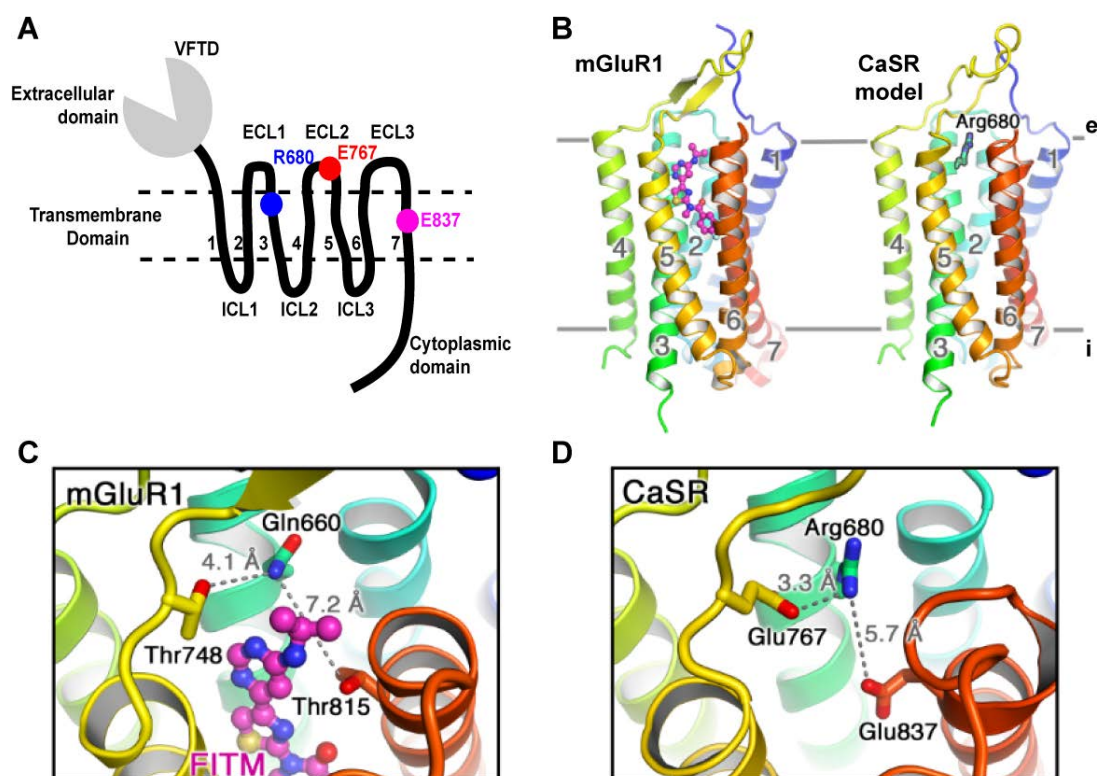 A
VFTD
Extracellular
domain
ECL1
ECL2
ECL3
R680
E767
Transmembrane
Domain
E837
1
2
3
4
5
6
7
ICL1
ICL2
ICL3
Cytoplasmic
domain
B
mGluR1
CaSR
model
Arg680
e
1
4
2
5
6
3
7
1
4
2
5
6
3
7
i
C
mGluR1
Gln660
4.1 Å
7.2 Å
Thr748
Thr815
FITM
D
CaSR
Arg680
3.3 Å
Glu767
5.7 Å
Glu837